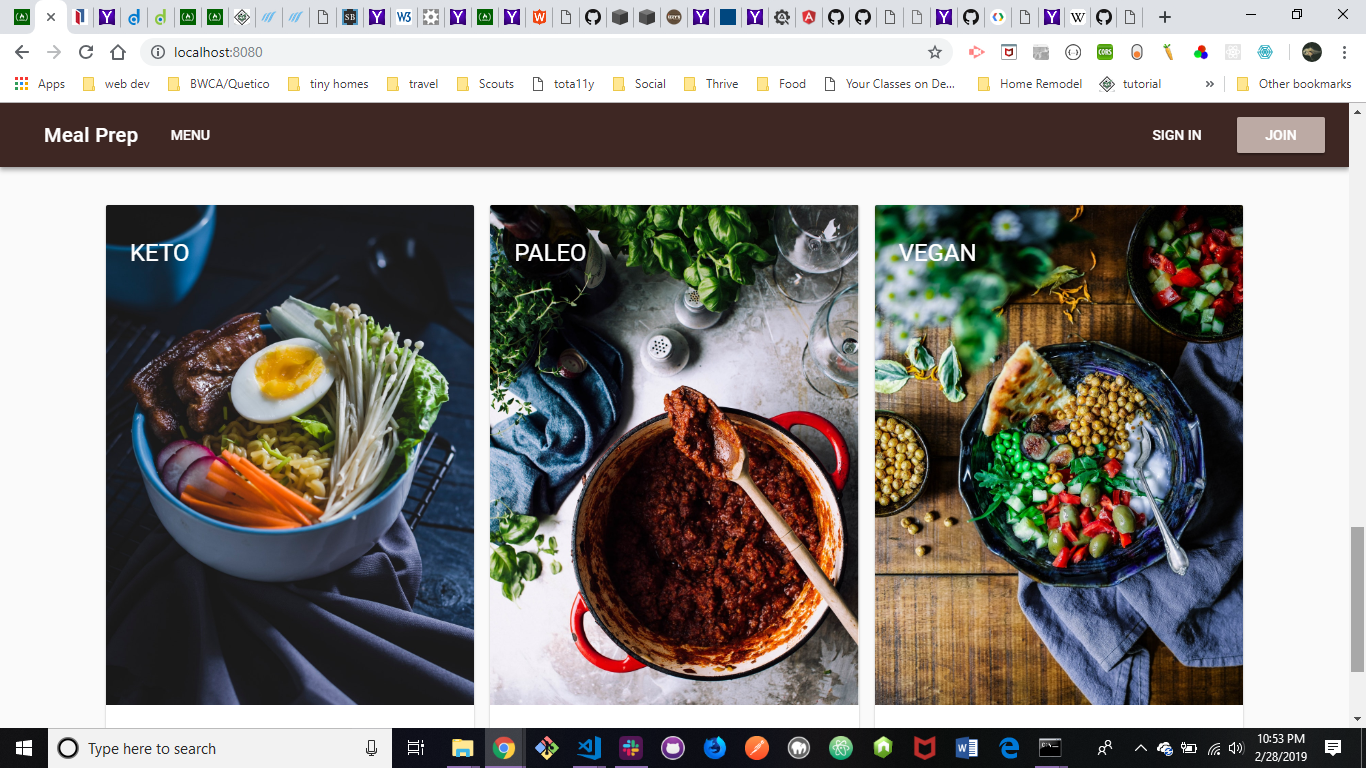 localhost:8080
Apps
web dev
BWCA/Quetico
tiny homes
travel
Scouts
tota11y
Social
Thrive
Food
Your Classes on De...
Home Remodel
tutorial
»
Other bookmarks
Meal Prep
MENU
SIGN IN
JOIN
KETO
PALEO
VEGAN
Type here to search
10:53 PM
2/28/2019